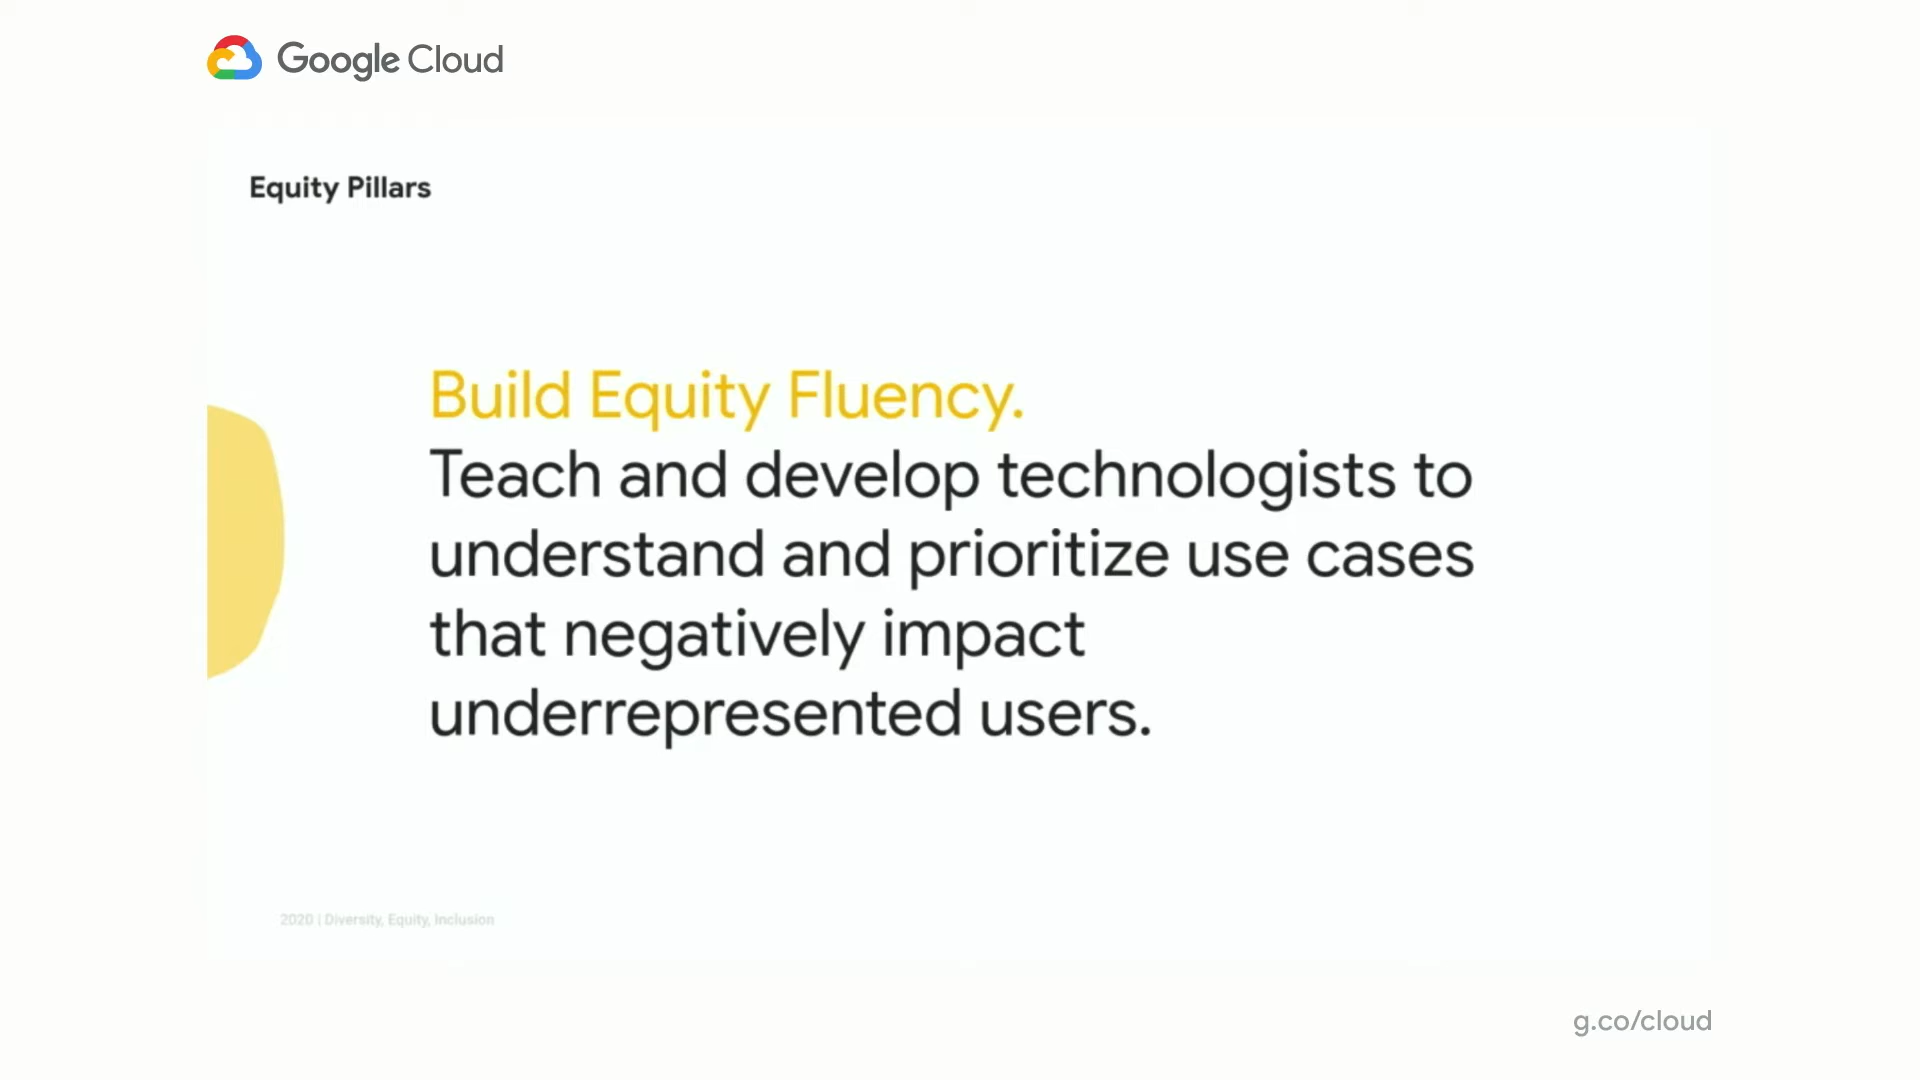 Google Cloud
Equity Pillars
Build Equity Fluency.
Teach and develop technologists to
understand and prioritize use cases
that negatively impact
underrepresented users.
2020 | Diversity, Equity, Inclusion
g.co/cloud